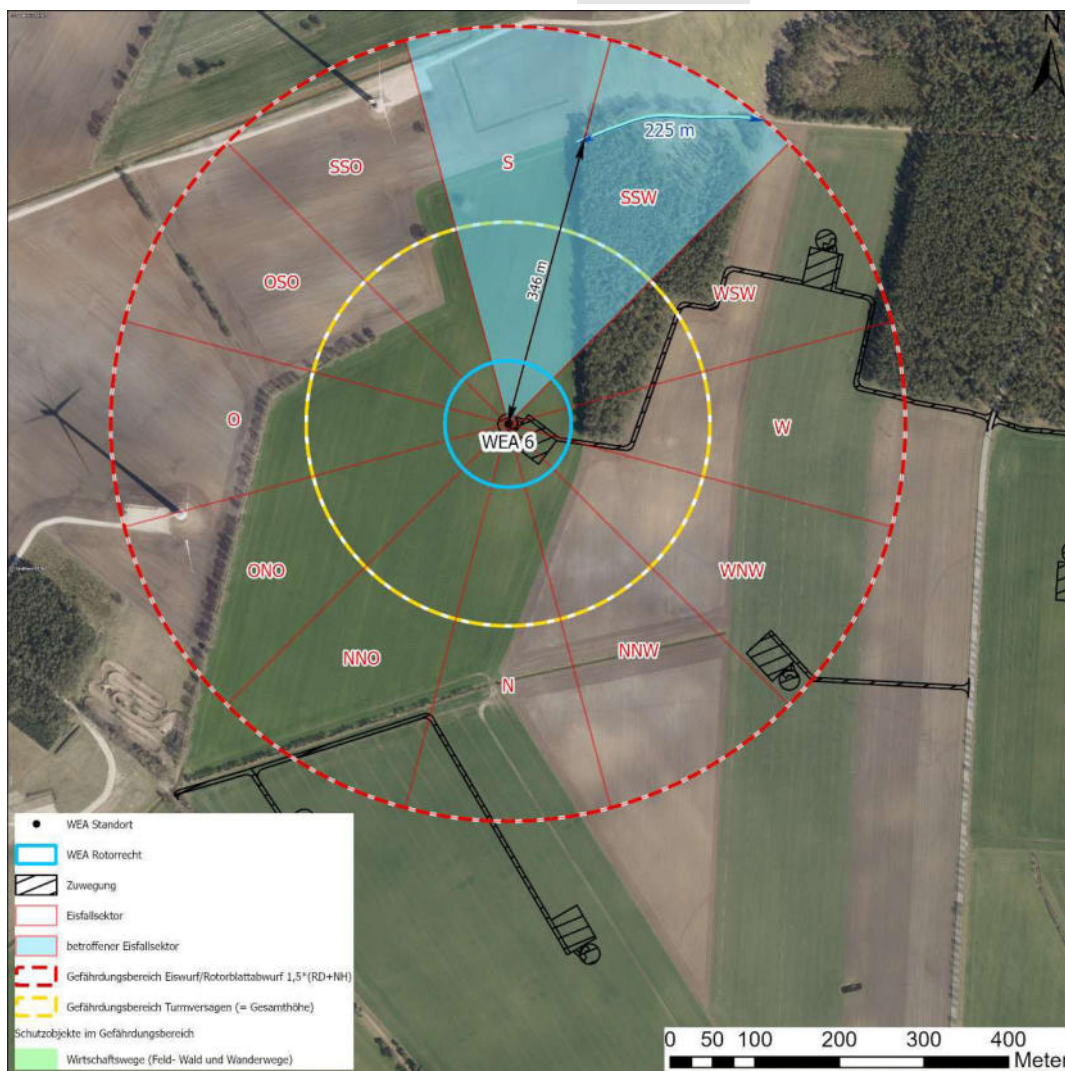 N
225 m
S
SSO
SSW
346 m
OSO
WSW
O
W
WEA 6
ONO
WNW
NNO
NNW
N
WEA Standort
WEA Rotorrecht
Zuwegung
Eisfallsektor
betroffener Eisfallsektor
Gefährdungsbereich Eiswurf/Rotorblattabwurf 1,5*(RD+NH)
Gefährdungsbereich Turmversagen (= Gesamthöhe)
Schutzobjekte im Gefährdungsbereich
Wirtschaftswege (Feld- Wald und Wanderwege)
0 50 100 200 300 400
Meter